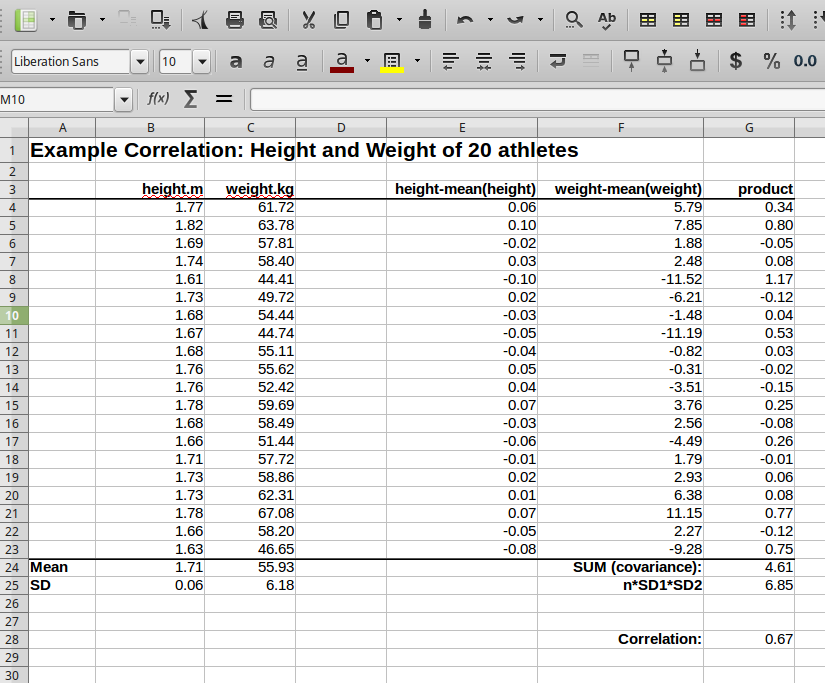 Ab
Liberation Sans 10 a a a a $ % 0.0
M10 f(x) Σ =
A B C D E F G
1 Example Correlation: Height and Weight of 20 athletes
2
3 height.m weight.kg height-mean(height) weight-mean(weight) product
4 1.77 61.72 0.06 5.79 0.34
5 1.82 63.78 0.10 7.85 0.80
6 1.69 57.81 -0.02 1.88 -0.05
7 1.74 58.40 0.03 2.48 0.08
8 1.61 44.41 -0.10 -11.52 1.17
9 1.73 49.72 0.02 -6.21 -0.12
10 1.68 54.44 -0.03 -1.48 0.04
11 1.67 44.74 -0.05 -11.19 0.53
12 1.68 55.11 -0.04 -0.82 0.03
13 1.76 55.62 0.05 -0.31 -0.02
14 1.76 52.42 0.04 -3.51 -0.15
15 1.78 59.69 0.07 3.76 0.25
16 1.68 58.49 -0.03 2.56 -0.08
17 1.66 51.44 -0.06 -4.49 0.26
18 1.71 57.72 -0.01 1.79 -0.01
19 1.73 58.86 0.02 2.93 0.06
20 1.73 62.31 0.01 6.38 0.08
21 1.78 67.08 0.07 11.15 0.77
22 1.66 58.20 -0.05 2.27 -0.12
23 1.63 46.65 -0.08 -9.28 0.75
24 Mean 1.71 55.93 SUM (covariance): 4.61
25 SD 0.06 6.18 n*SD1*SD2 6.85
26
27
28 Correlation: 0.67
29
30